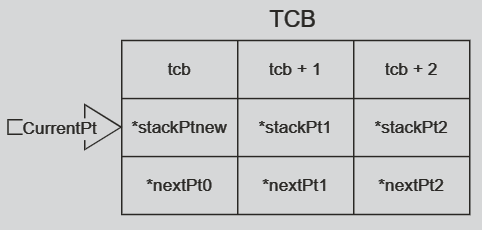 TCB
tcb tcb + 1 tcb + 2
CurrentPt *stackPtnew *stackPt1 *stackPt2
*nextPt0 *nextPt1 *nextPt2